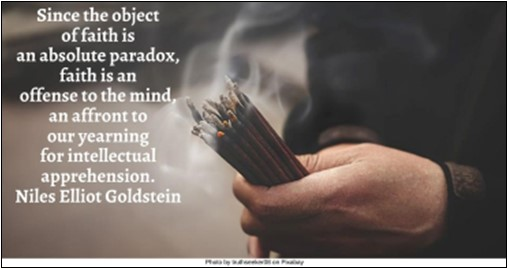 Since the object
of faith is
an absolute paradox,
faith is an
offense to the mind,
an affront to
our yearning
for intellectual
apprehension.
Niles Elliot Goldstein
Photo by truthseeker08 on Pixabay